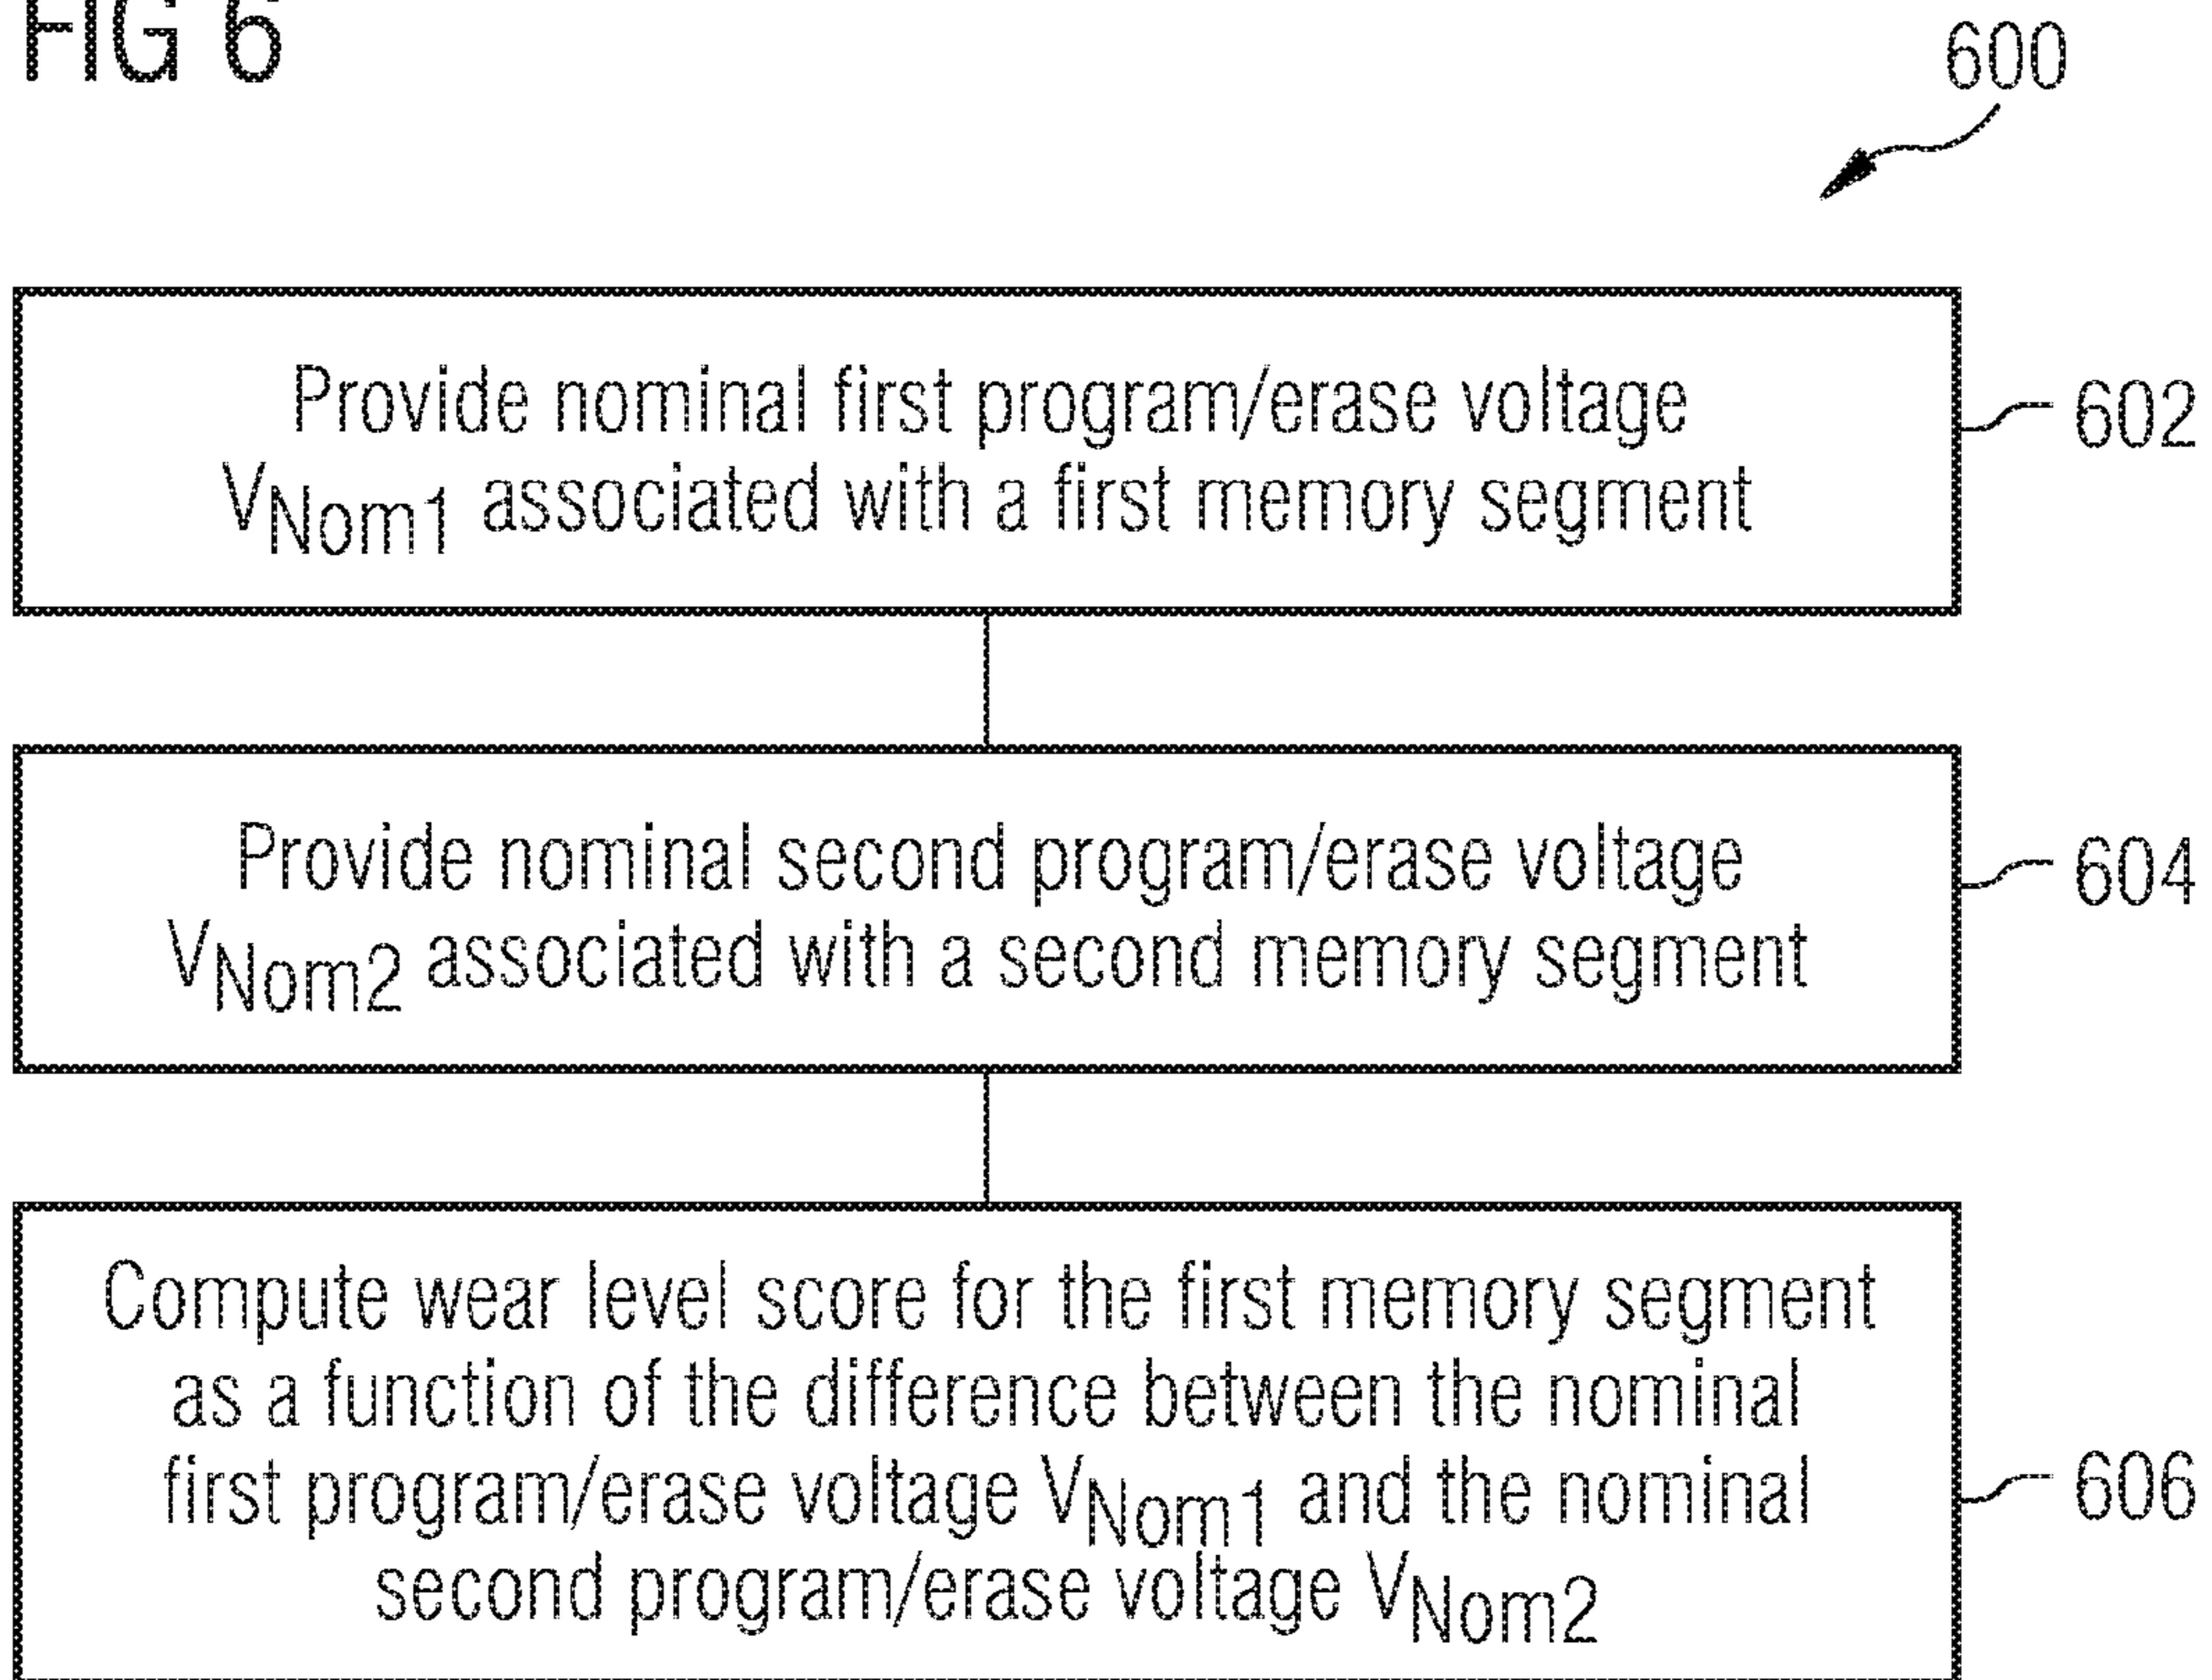 FIG 6
600
Provide nominal first program/erase voltage
VNom1 associated with a first memory segment
602
Provide nominal second program/erase voltage
VNom2 associated with a second memory segment
604
Compute wear level score for the first memory segment
as a function of the difference between the nominal
first program/erase voltage VNom1 and the nominal
second program/erase voltage VNom2
606